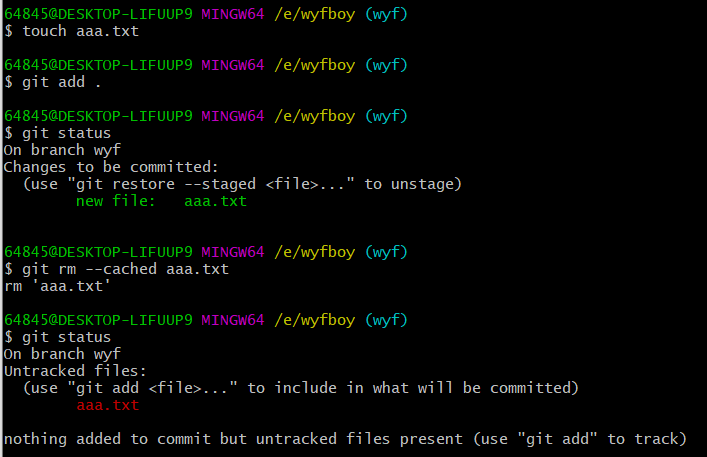 64845@DESKTOP-LIFUUP9 MINGW64 /e/wyfboy (wyf)
$ touch aaa.txt
64845@DESKTOP-LIFUUP9 MINGW64 /e/wyfboy (wyf)
$ git add .
64845@DESKTOP-LIFUUP9 MINGW64 /e/wyfboy (wyf)
$ git status
On branch wyf
Changes to be committed:
  (use "git restore --staged <file>..." to unstage)
        new file:   aaa.txt
64845@DESKTOP-LIFUUP9 MINGW64 /e/wyfboy (wyf)
$ git rm --cached aaa.txt
rm 'aaa.txt'
64845@DESKTOP-LIFUUP9 MINGW64 /e/wyfboy (wyf)
$ git status
On branch wyf
Untracked files:
  (use "git add <file>..." to include in what will be committed)
        aaa.txt
nothing added to commit but untracked files present (use "git add" to track)